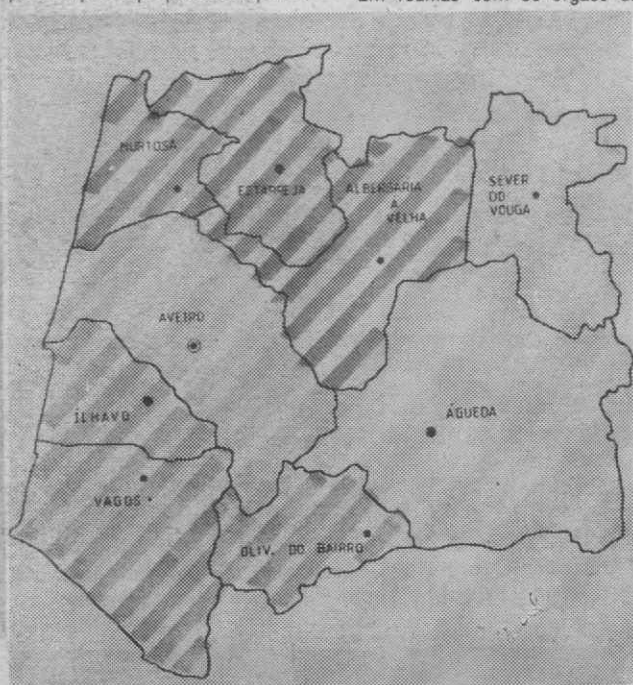 MURTOSA
ESTARREJA
ALBERGARIA
A
VELHA
SEVER
DO
VOUGA
AVEIRO
ÍLHAVO
ÁGUEDA
VAGOS
OLIV. DO BAIRRO